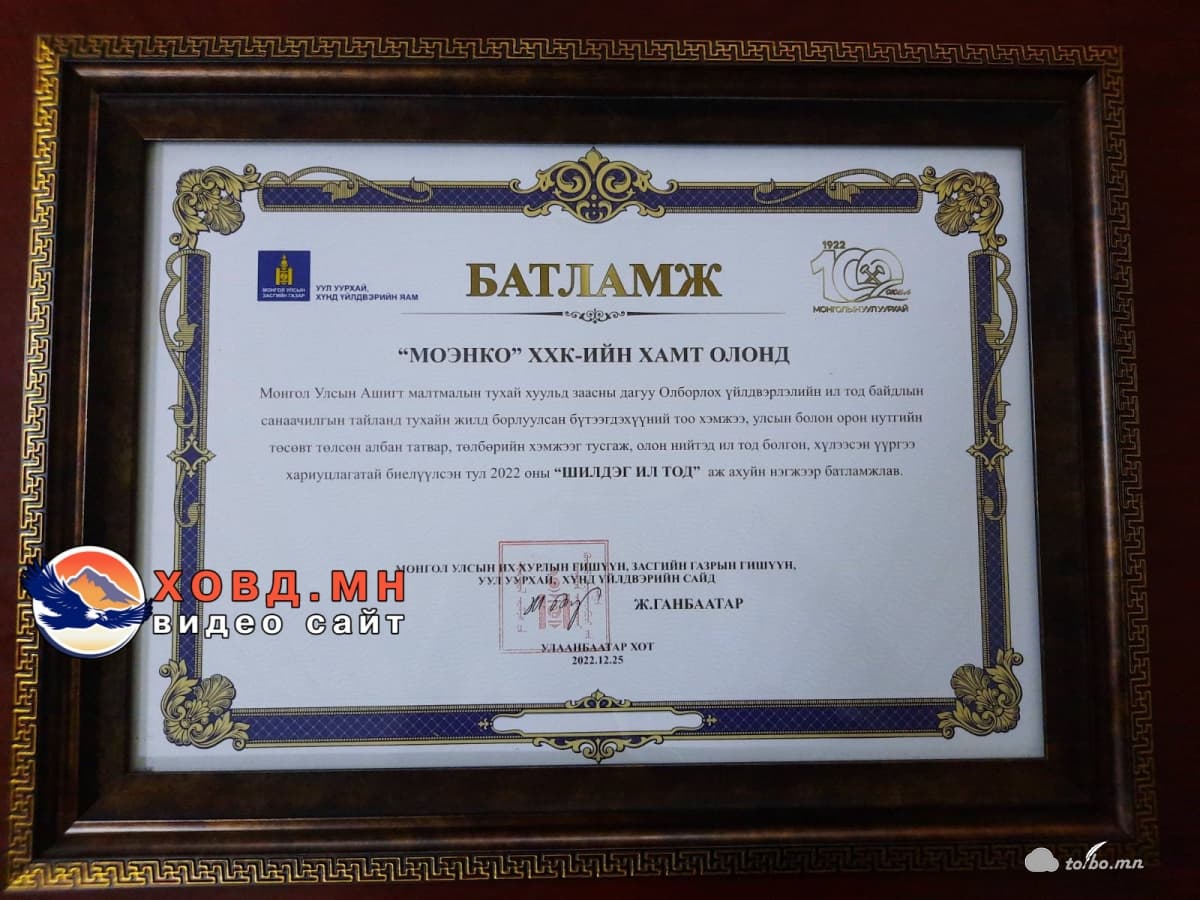 МОНГОЛ УЛСЫН
ЗАСГИЙН ГАЗАР
УУЛ УУРХАЙ,
ХҮНД ҮЙЛДВЭРИЙН ЯАМ
БАТЛАМЖ
1922
100
МОНГОЛЫН УУЛ УУРХАЙ
“МОЭНКО” ХХК-ИЙН ХАМТ ОЛОНД
Монгол Улсын Ашигт малтмалын тухай хуульд заасны дагуу Олборлох үйлдвэрлэлийн ил тод байдлын
санаачилгын тайланд тухайн жилд борлуулсан бүтээгдэхүүний тоо хэмжээ, улсын болон орон нутгийн
төсөвт төлсөн албан татвар, төлбөрийн хэмжээг тусгаж, олон нийтэд ил тод болгон, хүлээсэн үүргээ
хариуцлагатай биелүүлсэн тул 2022 оны “ШИЛДЭГ ИЛ ТОД” аж ахуйн нэгжээр батламжлав.
МОНГОЛ УЛСЫН ИХ ХУРЛЫН ГИШҮҮН, ЗАСГИЙН ГАЗРЫН ГИШҮҮН,
УУЛ УУРХАЙ, ХҮНД ҮЙЛДВЭРИЙН САЙД
Ж.ГАНБААТАР
УЛААНБААТАР ХОТ
2022.12.25
ХОВД.МН
видео сайт
tolbo.mn